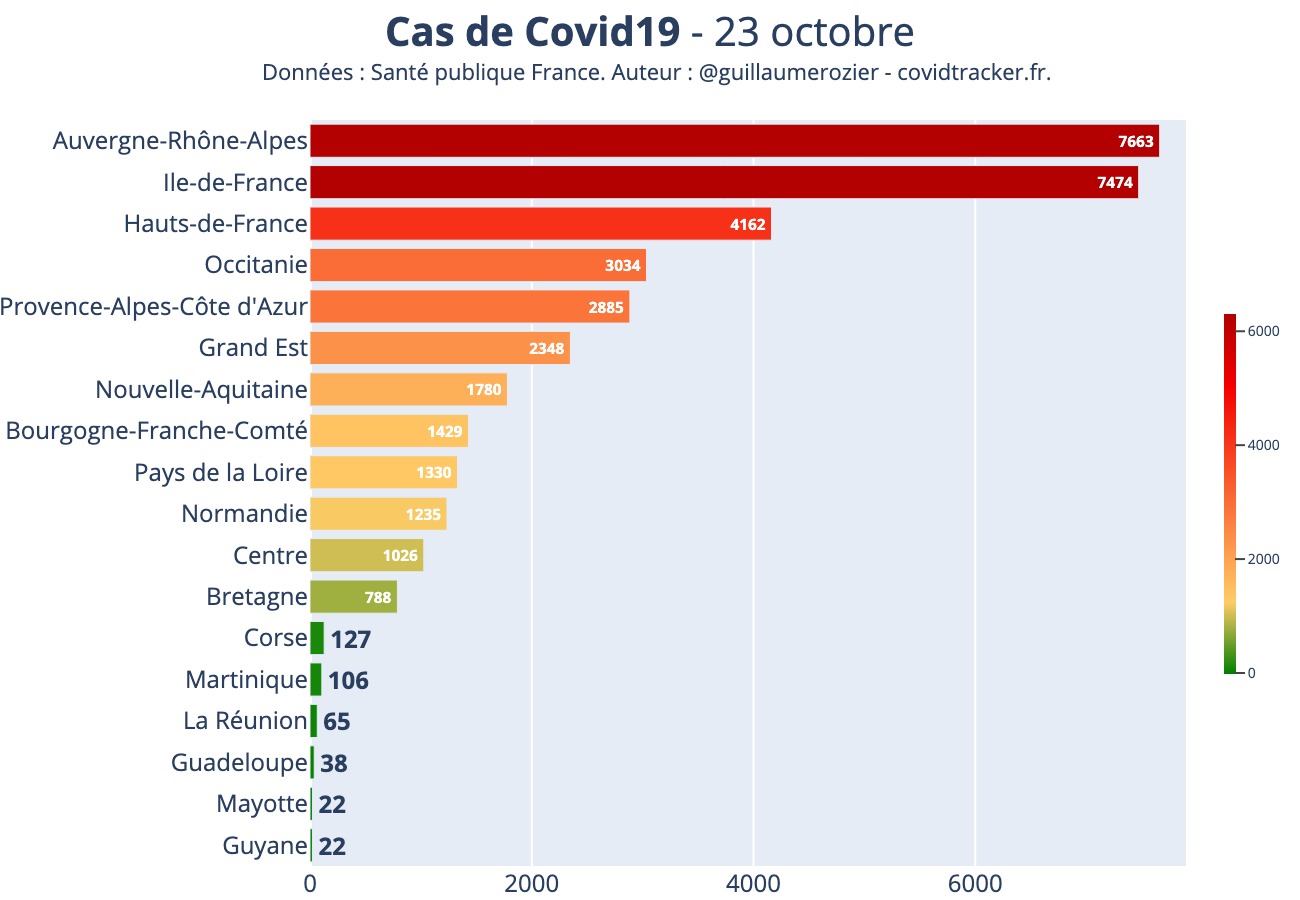 Cas de Covid19 - 23 octobre
Données : Santé publique France. Auteur : @guillaumerozier - covidtracker.fr.
Auvergne-Rhône-Alpes 7663
Ile-de-France 7474
Hauts-de-France 4162
Occitanie 3034
Provence-Alpes-Côte d'Azur 2885
Grand Est 2348
Nouvelle-Aquitaine 1780
Bourgogne-Franche-Comté 1429
Pays de la Loire 1330
Normandie 1235
Centre 1026
Bretagne 788
Corse 127
Martinique 106
La Réunion 65
Guadeloupe 38
Mayotte 22
Guyane 22
0 2000 4000 6000
6000
4000
2000
0